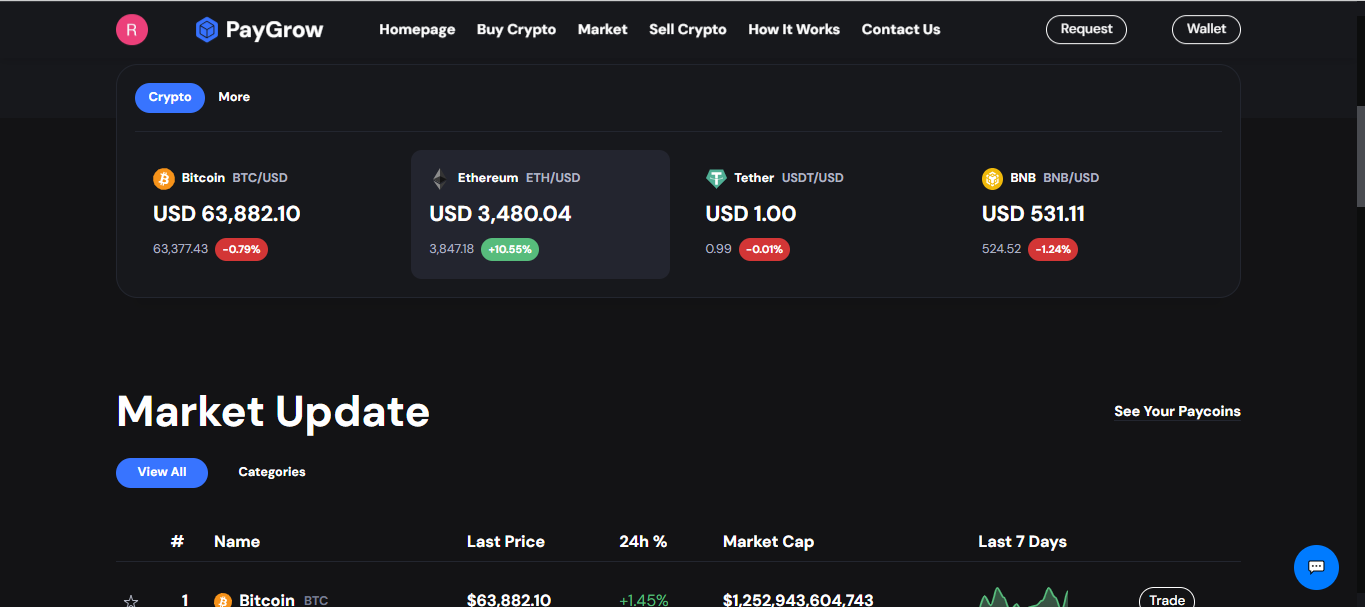 R PayGrow Homepage Buy Crypto Market Sell Crypto How It Works Contact Us Request Wallet
Crypto More
Bitcoin BTC/USD Ethereum ETH/USD Tether USDT/USD BNB BNB/USD
USD 63,882.10 USD 3,480.04 USD 1.00 USD 531.11
63,377.43 -0.79% 3,847.18 +10.55% 0.99 -0.01% 524.52 -1.24%
Market Update See Your Paycoins
View All Categories
# Name Last Price 24h % Market Cap Last 7 Days
1 Bitcoin BTC $63,882.10 +1.45% $1,252,943,604,743 Trade